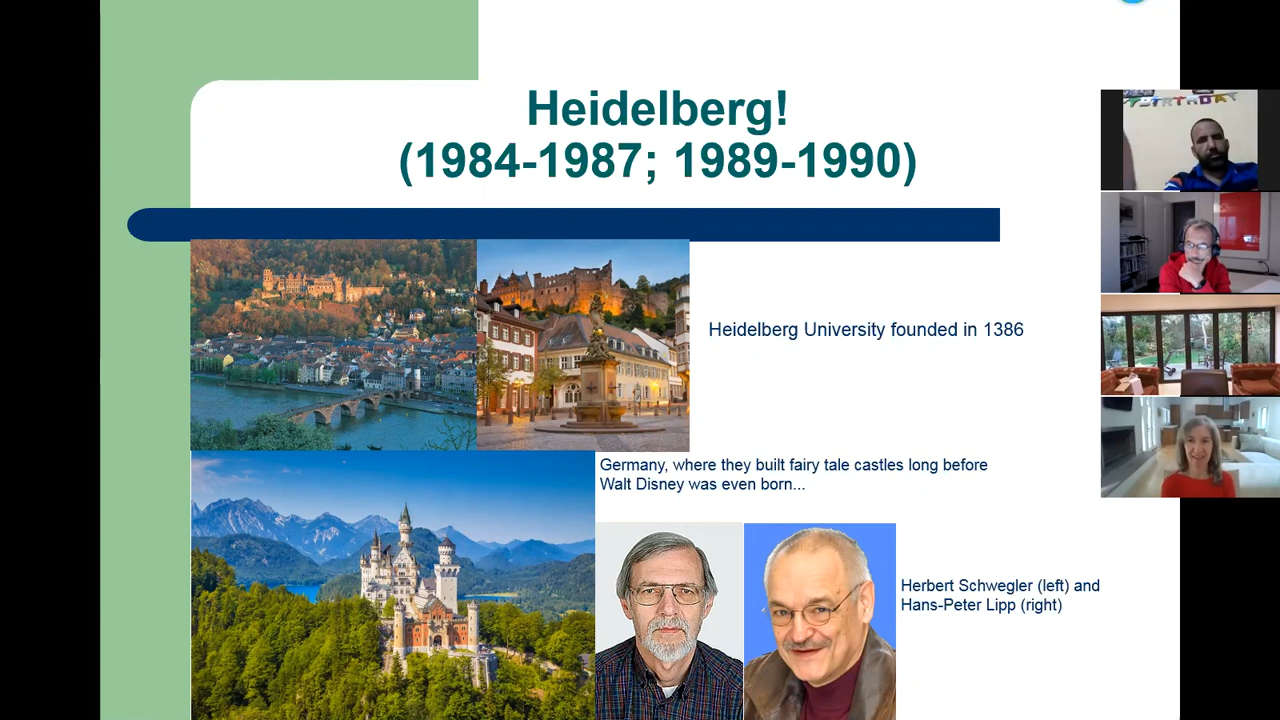 Heidelberg!
(1984-1987; 1989-1990)
Heidelberg University founded in 1386
Germany, where they built fairy tale castles long before
Walt Disney was even born...
Herbert Schwegler (left) and
Hans-Peter Lipp (right)
BIRTHDAY